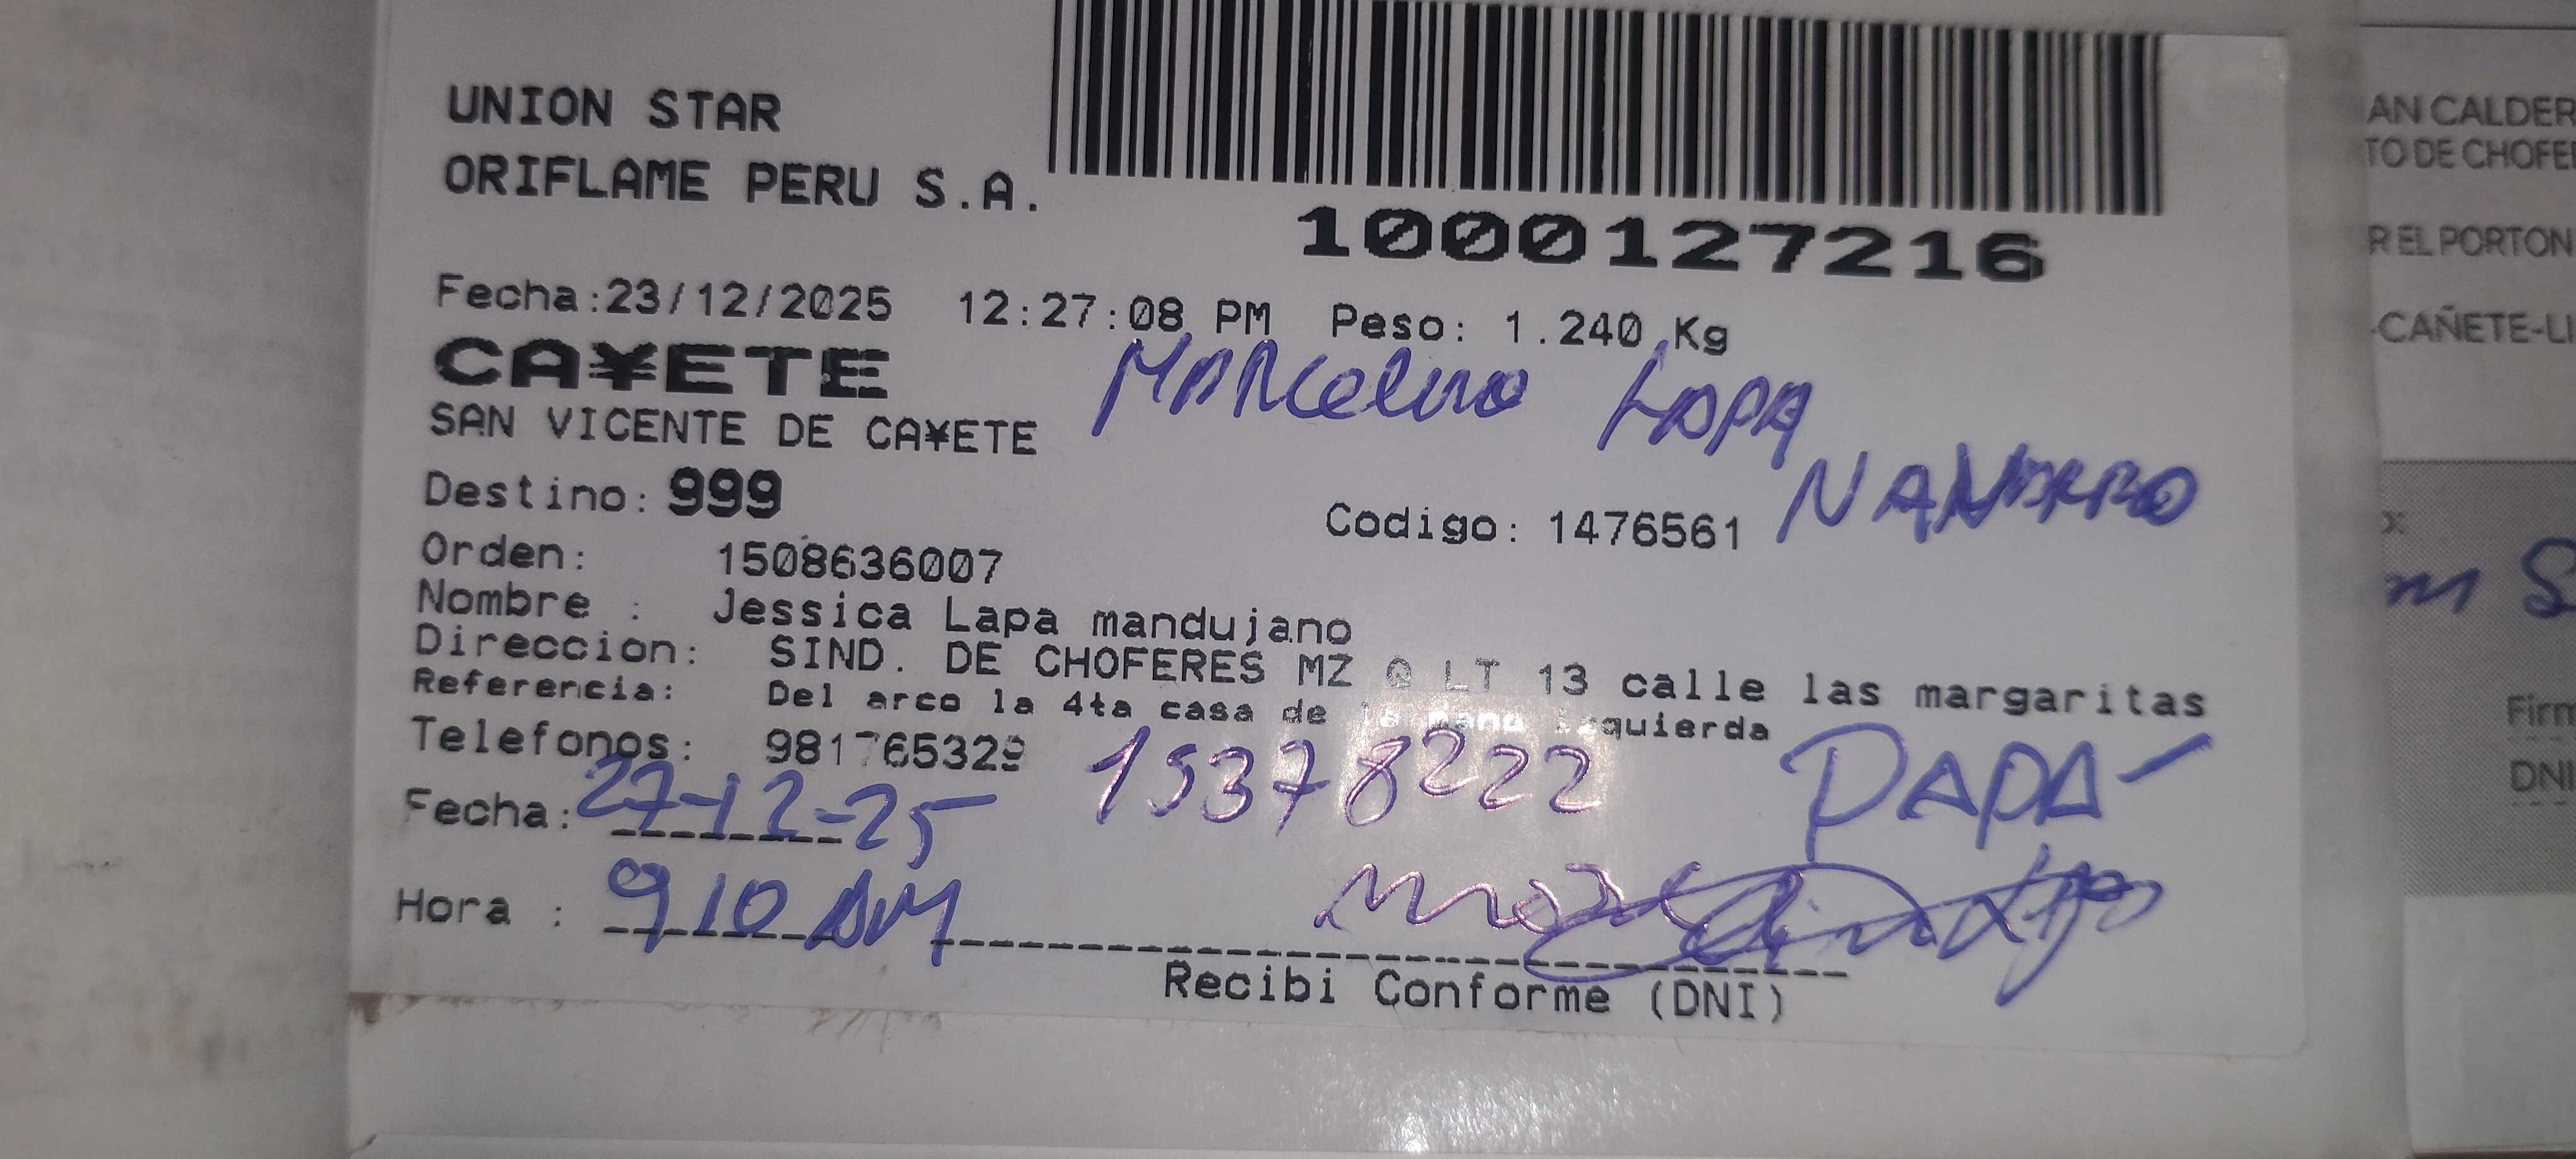 UNION STAR
ORIFLAME PERU S.A.
1000127216
Fecha:23/12/2025 12:27:08 PM Peso: 1.240 Kg
CA¥ETE
MARCelino LAPA
SAN VICENTE DE CA¥ETE
NAVARRO
Destino: 999
Codigo: 1476561
Orden: 1508636007
Nombre : Jessica Lapa mandujano
Direccion: SIND. DE CHOFERES MZ Q LT 13 calle las margaritas
Referencia: Del arco la 4ta casa de la mano izquierda
Telefonos: 981765329
15378222
PAPA
Fecha: 27-12-25
Hora : 9 10 AM
Recibi Conforme (DNI)
AN CALDER
TO DE CHOFE
R EL PORTON
-CAÑETE-LI
Firm
DNI